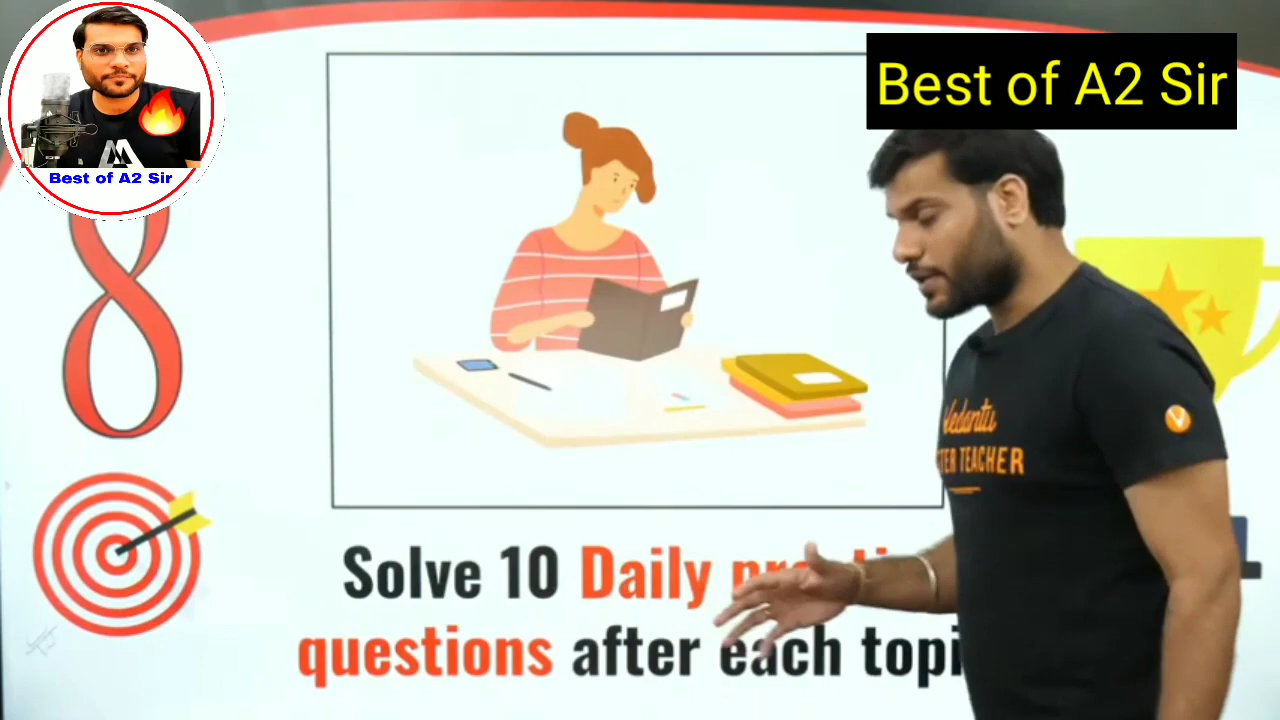 Best of A2 Sir
Best of A2 Sir
8
Solve 10 Daily
questions after each
Vedantu
TEACHER
V